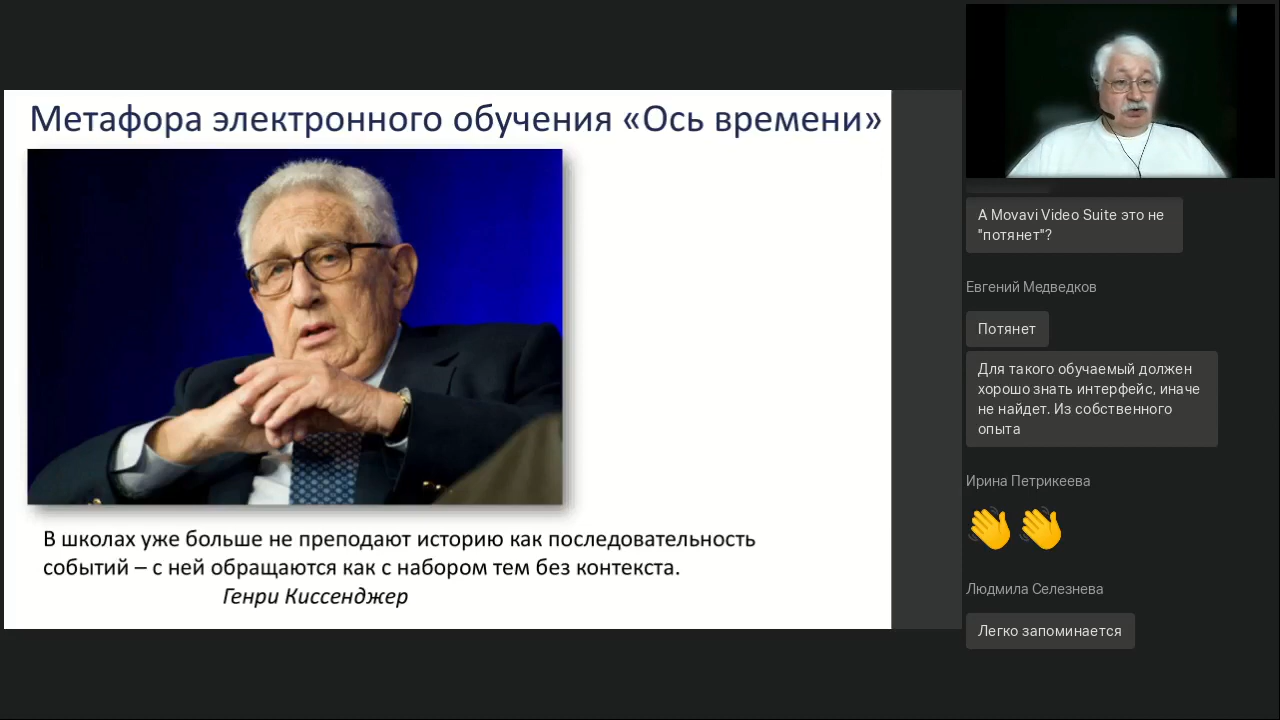 Метафора электронного обучения «Ось времени»
В школах уже больше не преподают историю как последовательность
событий – с ней обращаются как с набором тем без контекста.
Генри Киссенджер
А Movavi Video Suite это не
"потянет"?
Евгений Медведков
Потянет
Для такого обучаемый должен
хорошо знать интерфейс, иначе
не найдет. Из собственного
опыта
Ирина Петрикеева
👋👋
Людмила Селезнева
Легко запоминается